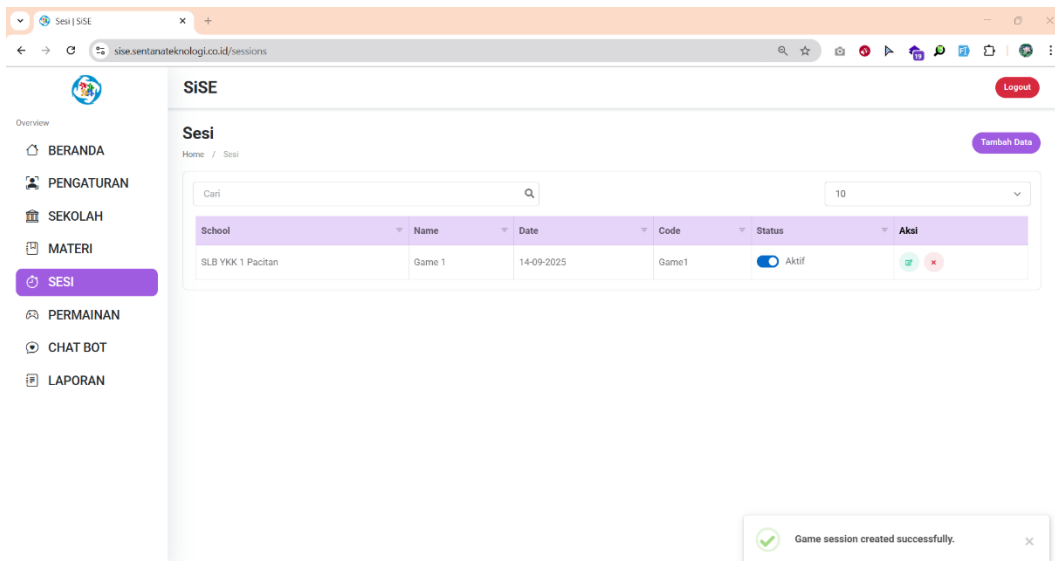 Sesi | SiSE
sise.sentanateknologi.co.id/sessions
19
SiSE
Logout
Overview
BERANDA
PENGATURAN
SEKOLAH
MATERI
SESI
PERMAINAN
CHAT BOT
LAPORAN
Sesi
Home / Sesi
Tambah Data
Cari
10
School Name Date Code Status Aksi
SLB YKK 1 Pacitan Game 1 14-09-2025 Game1 Aktif
Game session created successfully.